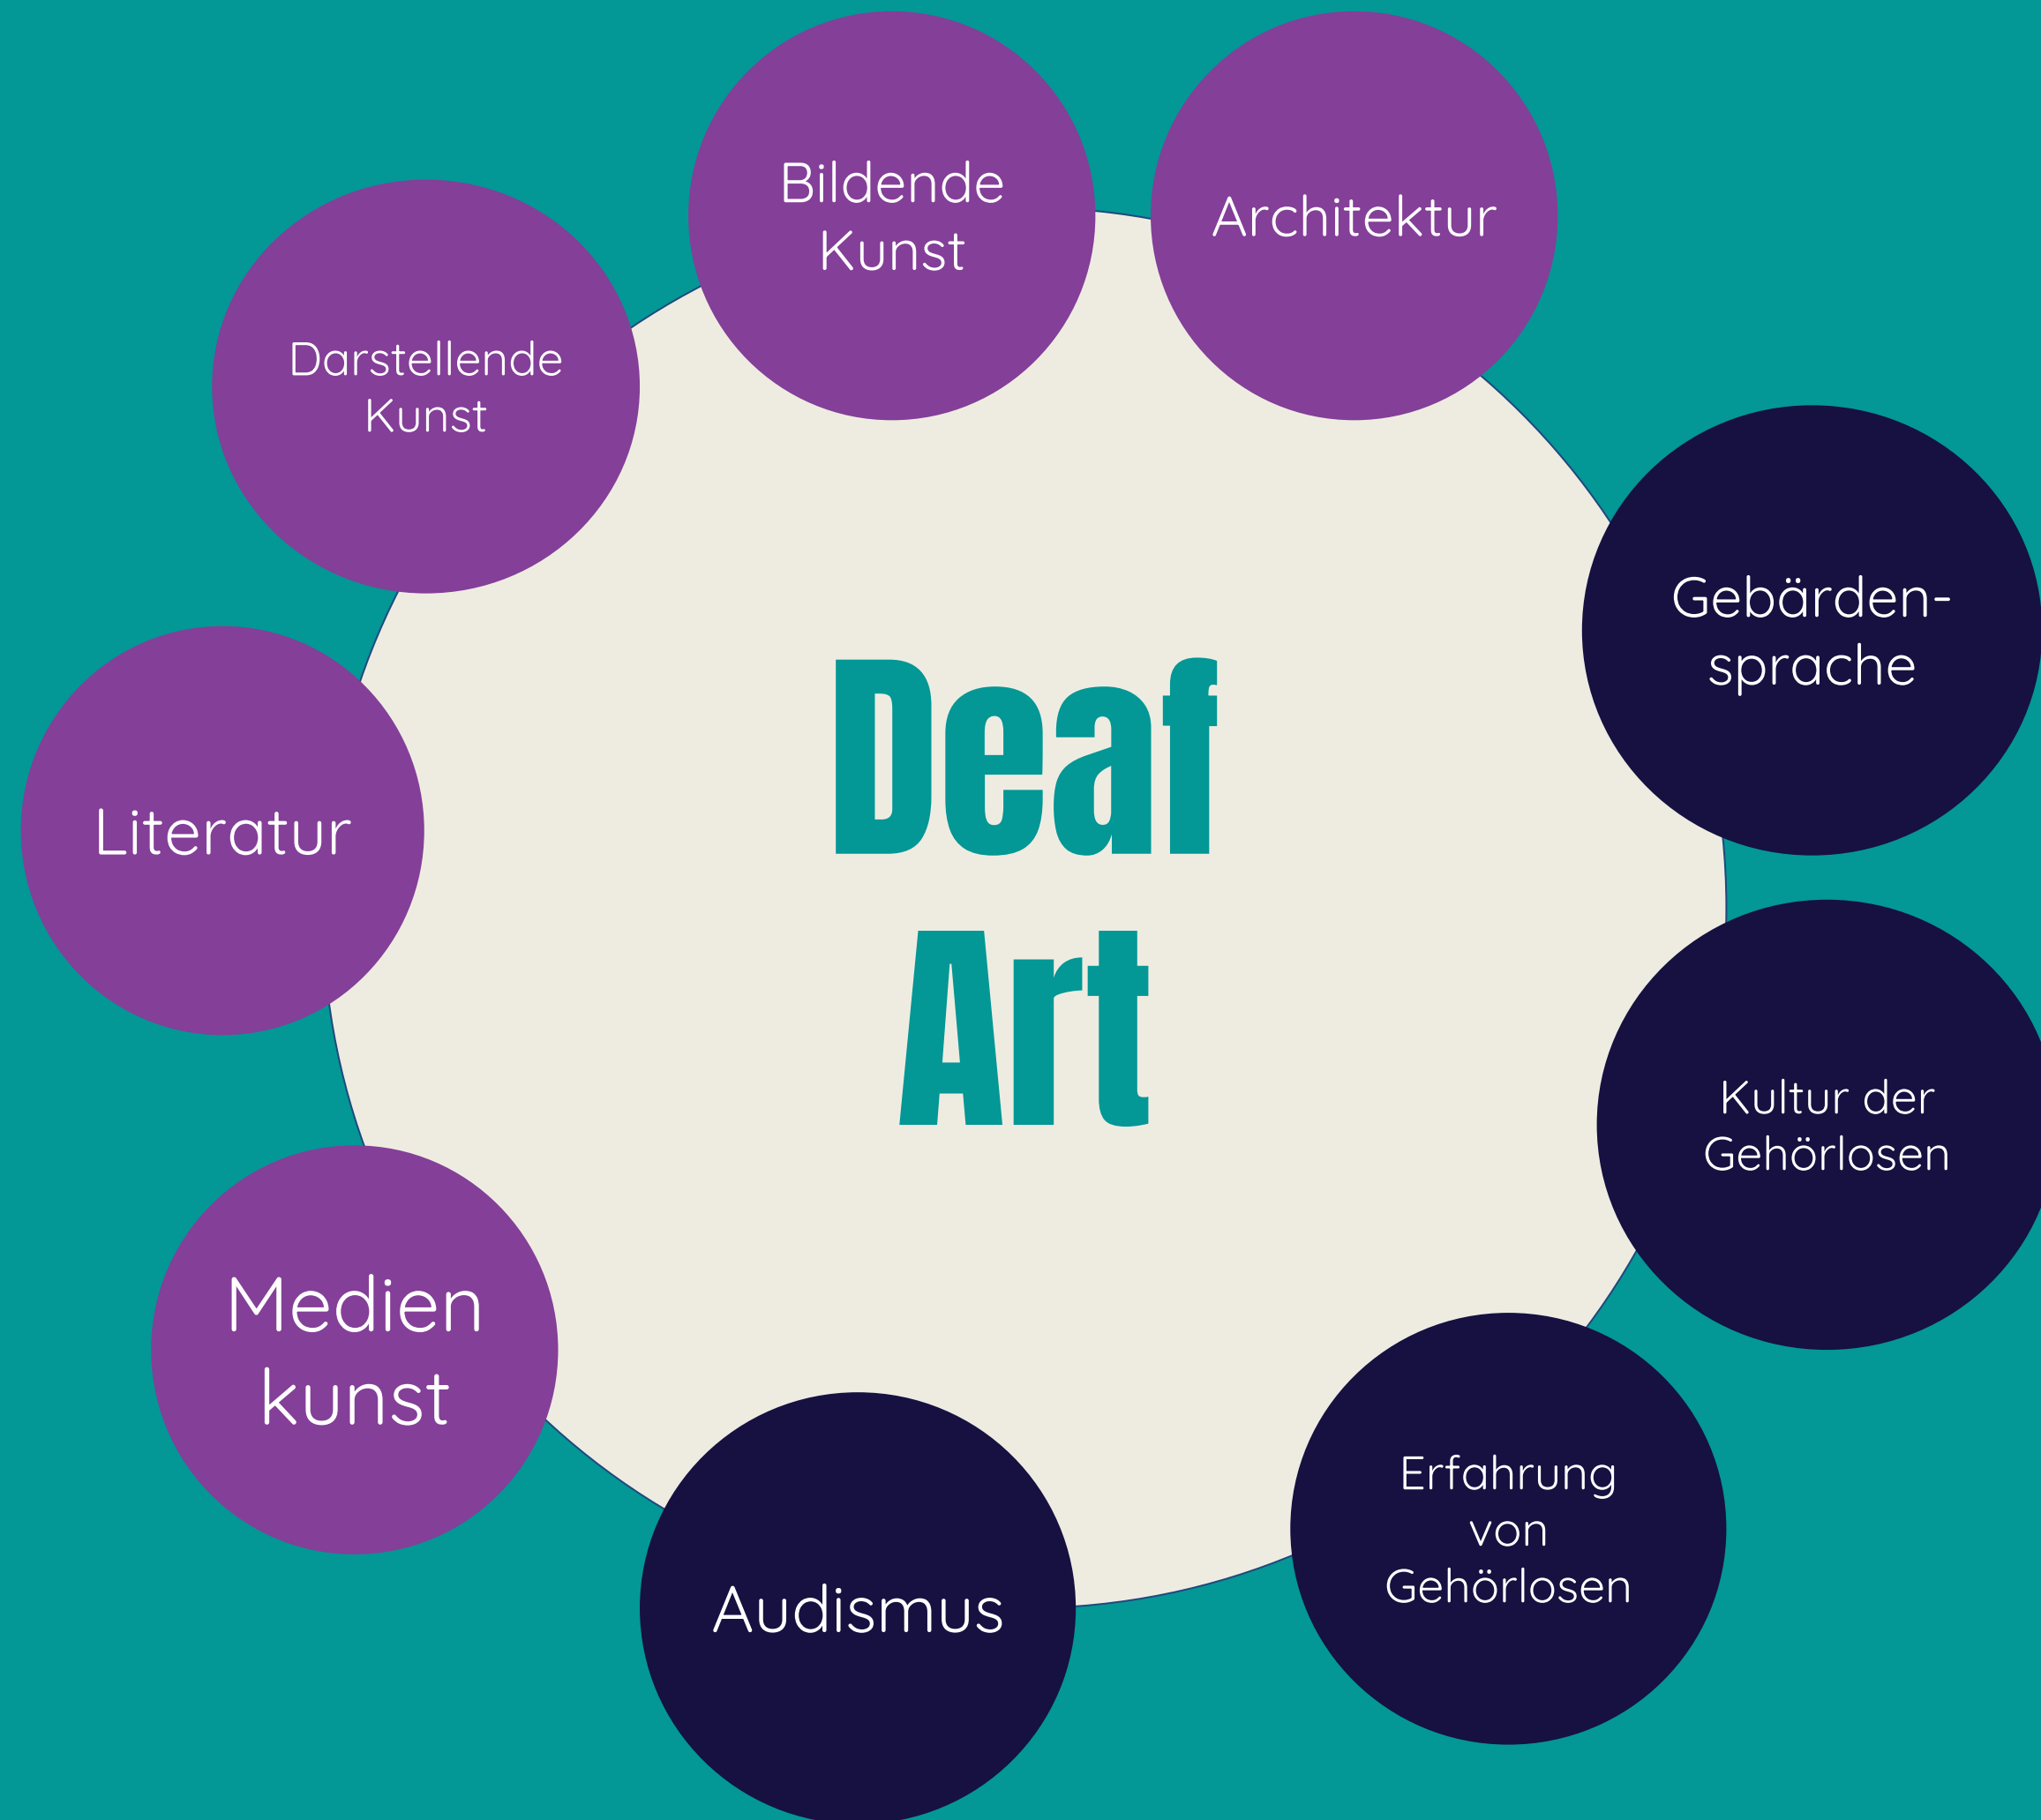 Bildende
Kunst
Architektur
Darstellende
Kunst
Gebärden-
sprache
Deaf
Art
Literatur
Kultur der
Gehörlosen
Medien
kunst
Erfahrung
von
Gehörlosen
Audismus